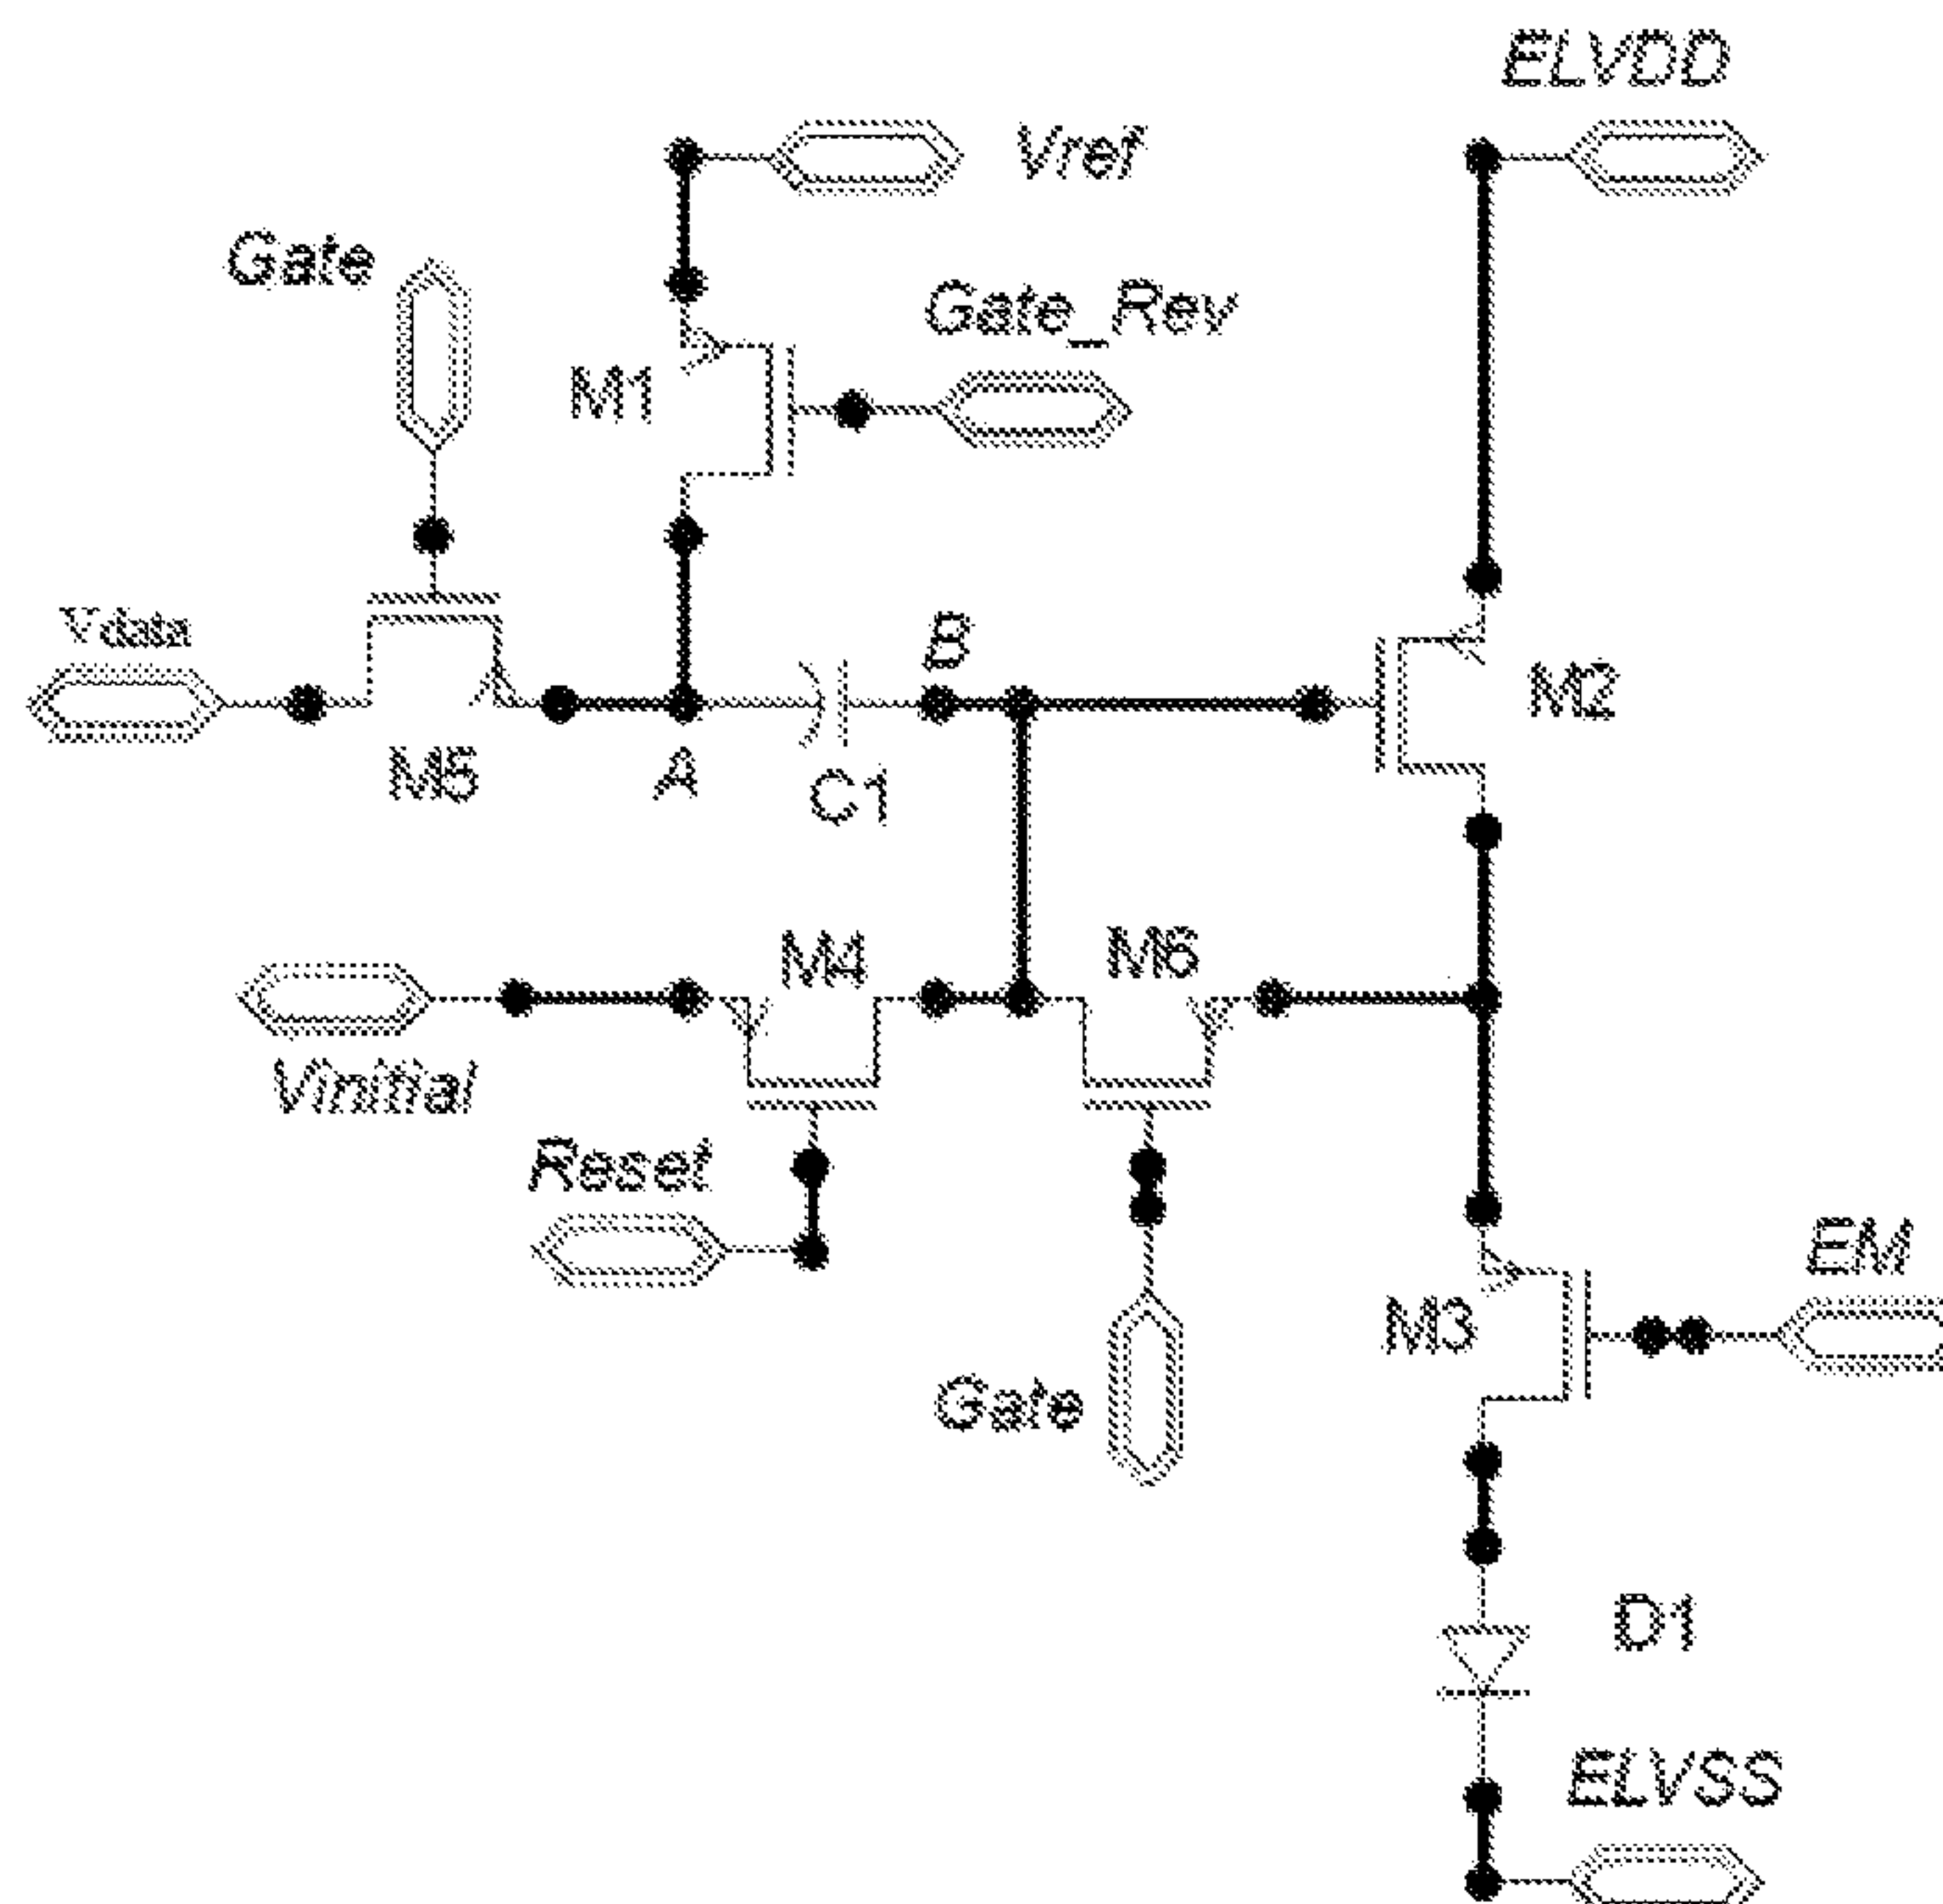 ELVDD
Vref
Gate
Gate_Rev
M1
Vdata
B
M2
M5
A
C1
M4
M6
Vinitial
Reset
EM
M3
Gate
D1
ELVSS